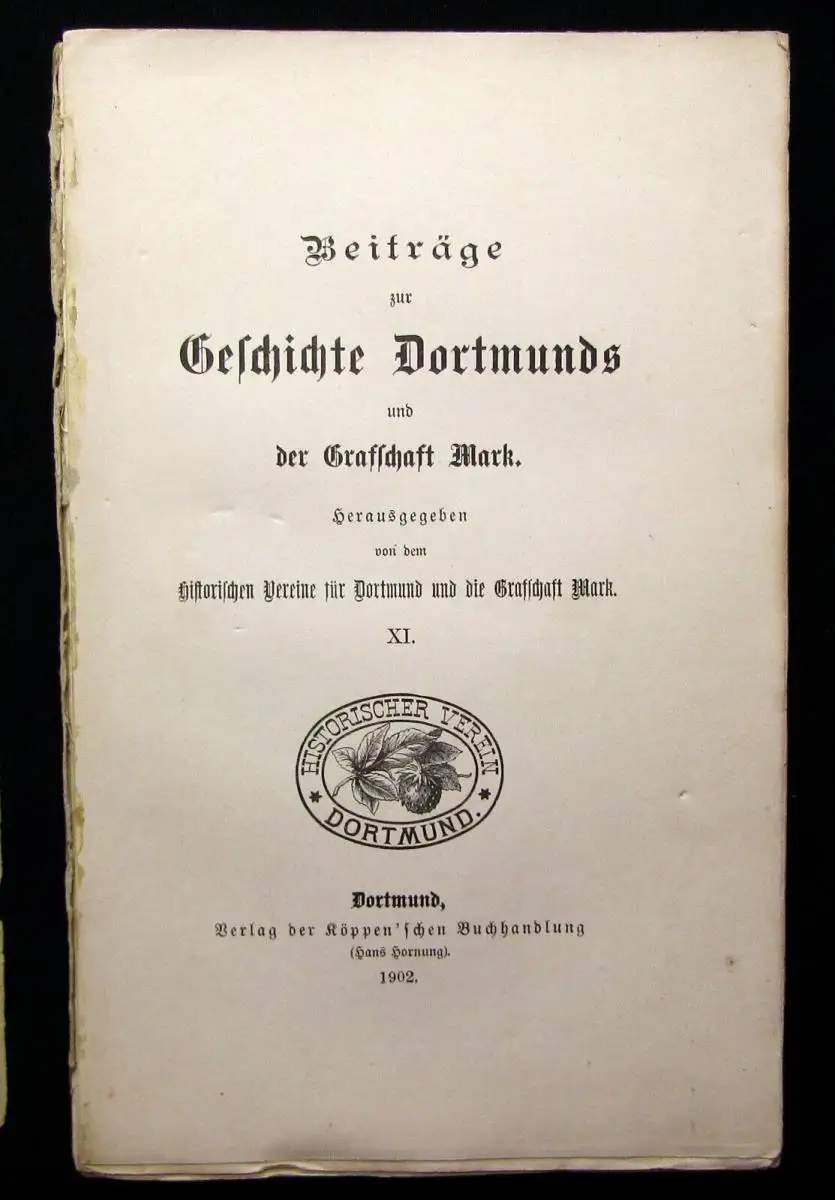 Beiträge
zur
Geschichte Dortmunds
und
der Grafschaft Mark.
Herausgegeben
von dem
Historischen Vereine für Dortmund und die Grafschaft Mark.
XI.
HISTORISCHER VEREIN
* DORTMUND. *
Dortmund,
Verlag der Köppen'schen Buchhandlung
(Hans Hornung).
1902.